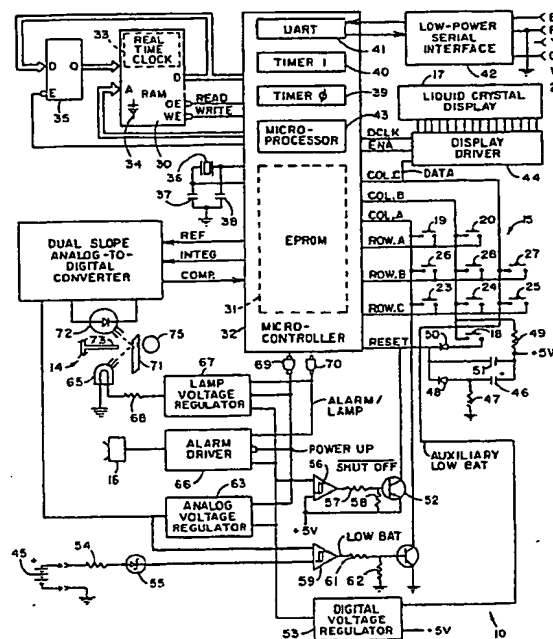 33
REAL
TIME
CLOCK
D
Q
E
35
A
RAM
D
OE
WE
34
30
READ
WRITE
36
37
38
UART
41
TIMER 1
40
TIMER Ø
39
MICRO-
PROCESSOR
43
EPROM
31
32
MICRO-
CONTROLLER
LOW-POWER
SERIAL
INTERFACE
42
17
LIQUID CRYSTAL
DISPLAY
DISPLAY
DRIVER
44
DCLK
ENA
DATA
COL.C
COL.B
COL.A
ROW.A
ROW.B
ROW.C
RESET
19
20
15
26
28
27
23
24
25
18
50
49
+5V
51
48
46
47
DUAL SLOPE
ANALOG-TO-
DIGITAL
CONVERTER
REF
INTEG
COMP.
72
73
75
14
71
65
68
67
LAMP
VOLTAGE
REGULATOR
69
70
ALARM/
LAMP
16
ALARM
DRIVER
66
POWER UP
63
ANALOG
VOLTAGE
REGULATOR
56
SHUT OFF
57
58
52
+5V
AUXILIARY
LOW BAT
45
54
55
59
LOW BAT
61
62
53
DIGITAL
VOLTAGE
REGULATOR
+5V
10